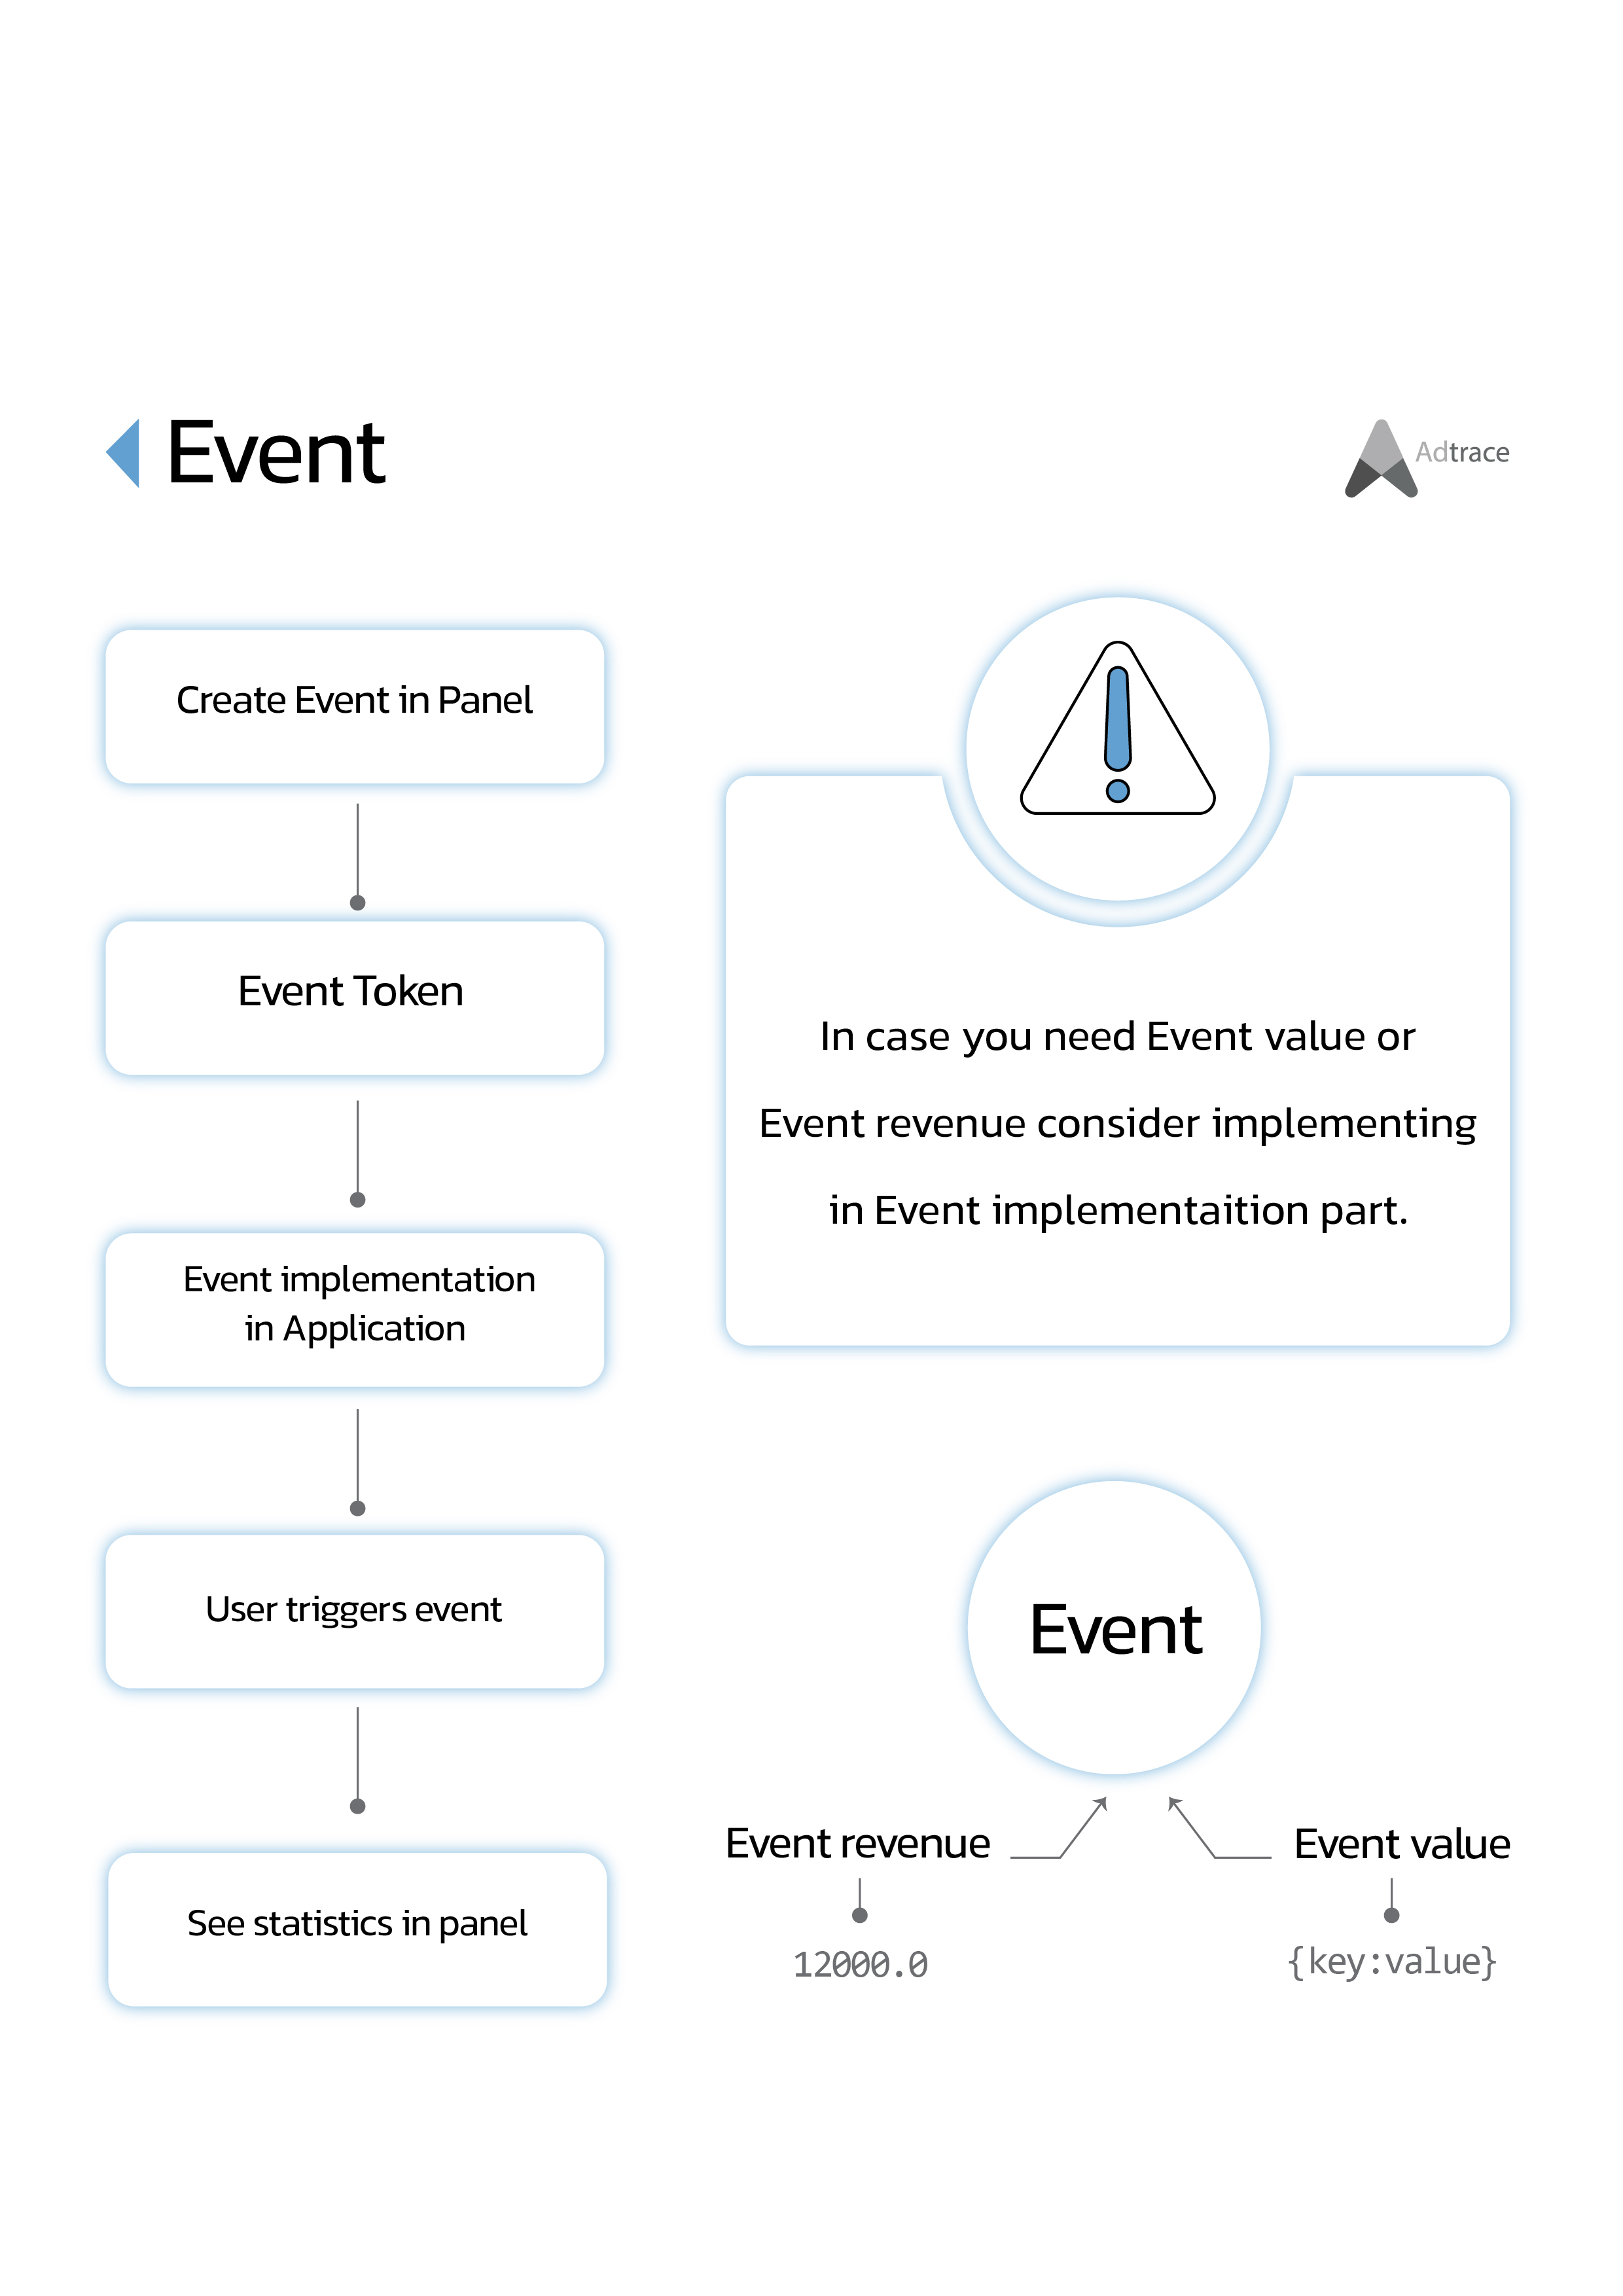 Event
Adtrace
Create Event in Panel
Event Token
Event implementation
in Application
User triggers event
See statistics in panel
In case you need Event value or
Event revenue consider implementing
in Event implementaition part.
Event
Event revenue
Event value
12000.0
{key:value}